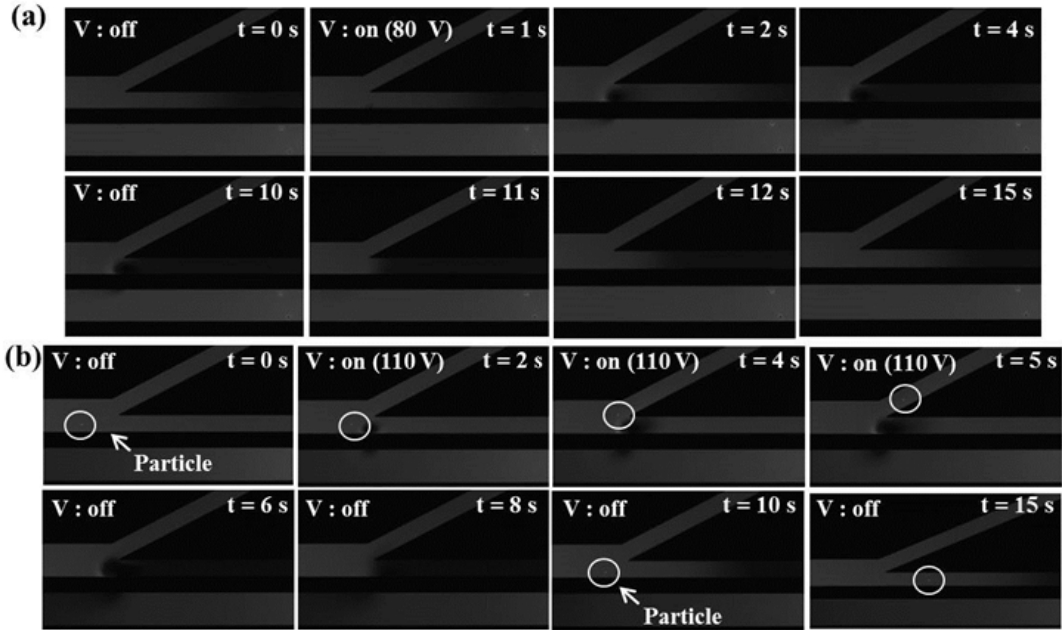 (a)
V : off t = 0 s
V : on (80 V) t = 1 s
t = 2 s
t = 4 s
V : off t = 10 s
t = 11 s
t = 12 s
t = 15 s
(b)
V : off t = 0 s
Particle
V : on (110 V) t = 2 s
V : on (110 V) t = 4 s
V : on (110 V) t = 5 s
V : off t = 6 s
V : off t = 8 s
V : off t = 10 s
Particle
V : off t = 15 s